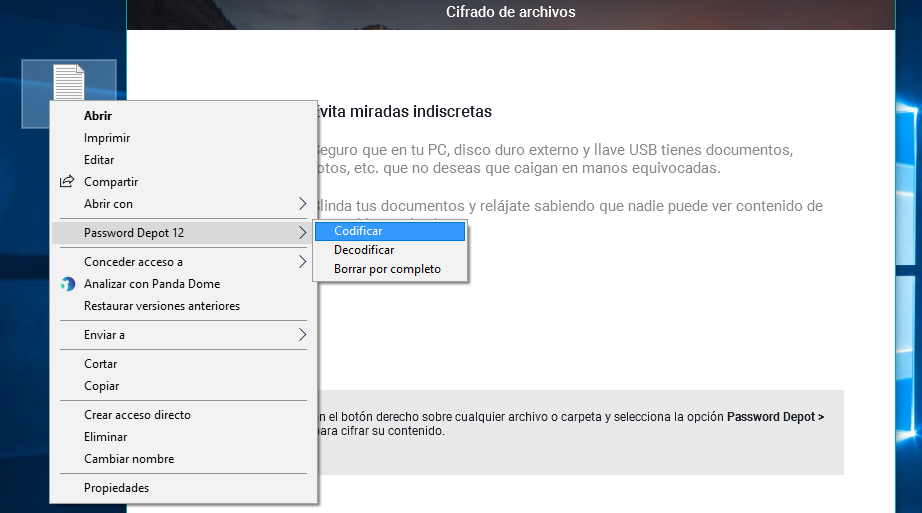 Cifrado de archivos
Evita miradas indiscretas
Seguro que en tu PC, disco duro externo y llave USB tienes documentos,
fotos, etc. que no deseas que caigan en manos equivocadas.
Blinda tus documentos y relájate sabiendo que nadie puede ver contenido de
Abrir
Imprimir
Editar
Compartir
Abrir con
Password Depot 12
Conceder acceso a
Analizar con Panda Dome
Restaurar versiones anteriores
Enviar a
Cortar
Copiar
Crear acceso directo
Eliminar
Cambiar nombre
Propiedades
Codificar
Decodificar
Borrar por completo
en el botón derecho sobre cualquier archivo o carpeta y selecciona la opción Password Depot >
para cifrar su contenido.